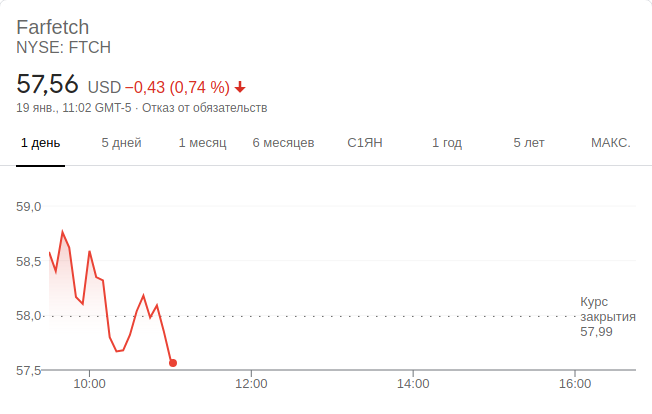 Farfetch
NYSE: FTCH
57,56 USD −0,43 (0,74 %)
19 янв., 11:02 GMT-5 · Отказ от обязательств
1 день 5 дней 1 месяц 6 месяцев С1ЯН 1 год 5 лет МАКС.
59,0
58,5
58,0
57,5
Курс
закрытия
57,99
10:00 12:00 14:00 16:00